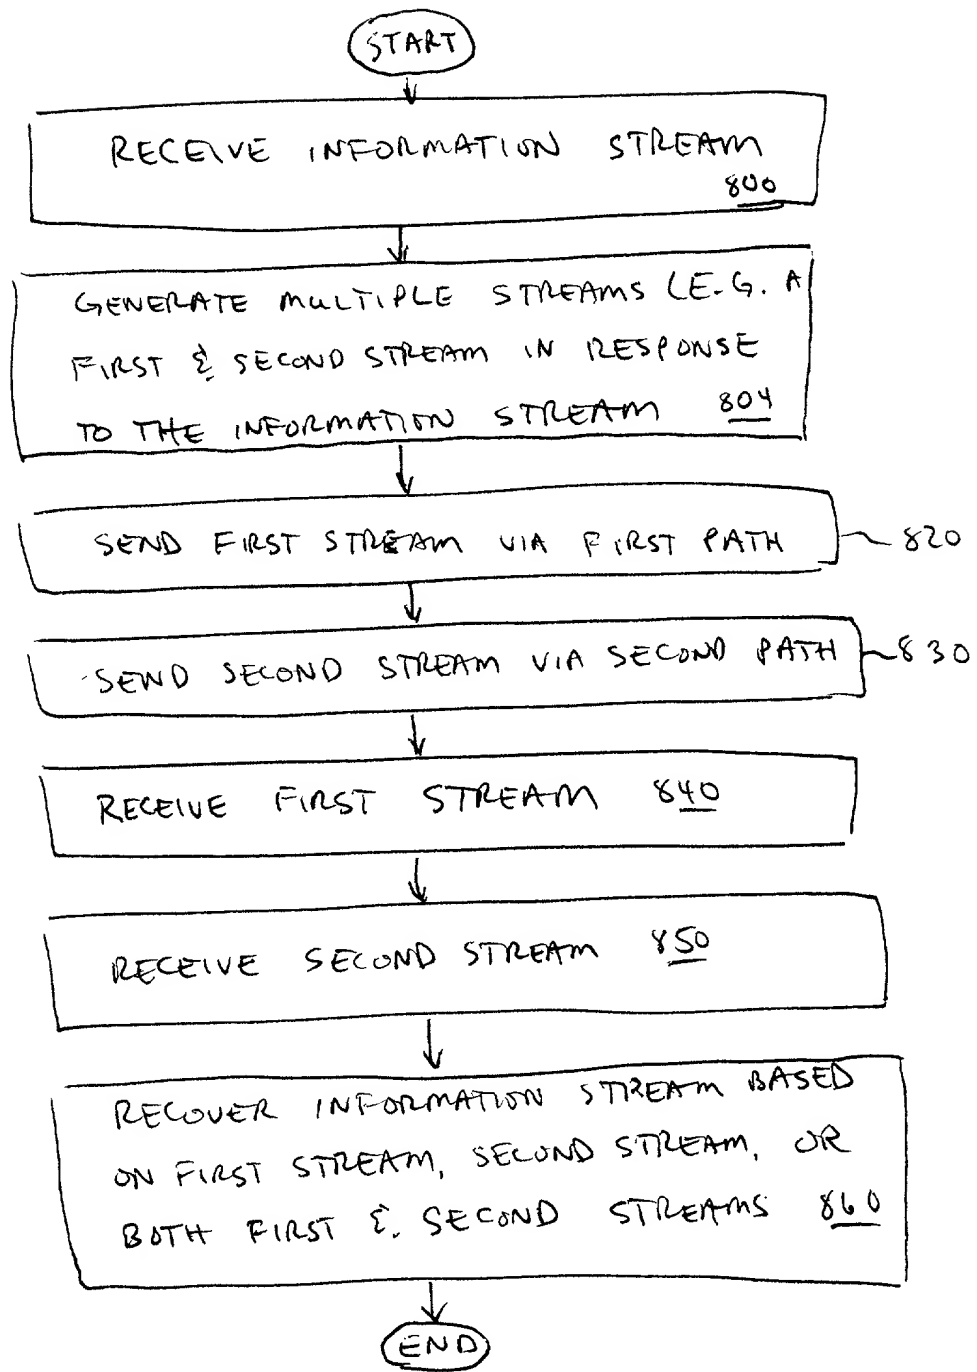 START
RECEIVE INFORMATION STREAM
800
GENERATE MULTIPLE STREAMS (E.G. A
FIRST & SECOND STREAM IN RESPONSE
TO THE INFORMATION STREAM 804
SEND FIRST STREAM VIA FIRST PATH 820
SEND SECOND STREAM VIA SECOND PATH 830
RECEIVE FIRST STREAM 840
RECEIVE SECOND STREAM 850
RECOVER INFORMATION STREAM BASED
ON FIRST STREAM, SECOND STREAM, OR
BOTH FIRST &. SECOND STREAMS 860
END